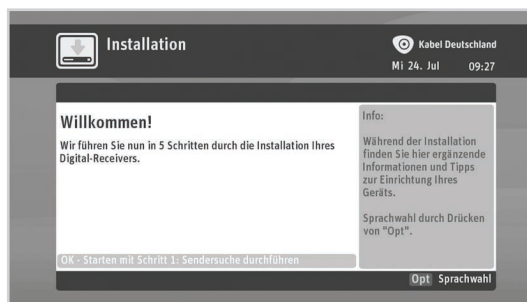 Installation
Kabel Deutschland
Mi 24. Jul 09:27
Willkommen!
Wir führen Sie nun in 5 Schritten durch die Installation Ihres
Digital-Receivers.
OK - Starten mit Schritt 1: Sendersuche durchführen
Info:
Während der Installation
finden Sie hier ergänzende
Informationen und Tipps
zur Einrichtung Ihres
Geräts.
Sprachwahl durch Drücken
von "Opt".
Opt Sprachwahl